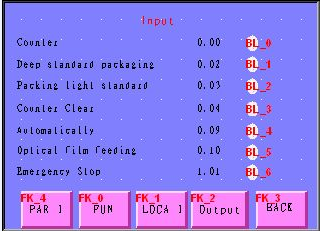 Input
Counter 0.00 BL_0
Deep standard packaging 0.02 BL_1
Packing light standard 0.03 BL_2
Counter Clear 0.04 BL_3
Automatically 0.09 BL_4
Optical film feeding 0.10 BL_5
Emergency Stop 1.01 BL_6
FK_4 FK_0 FK_1 FK_2 FK_3
PAR I PUN LOCA I Output BACK